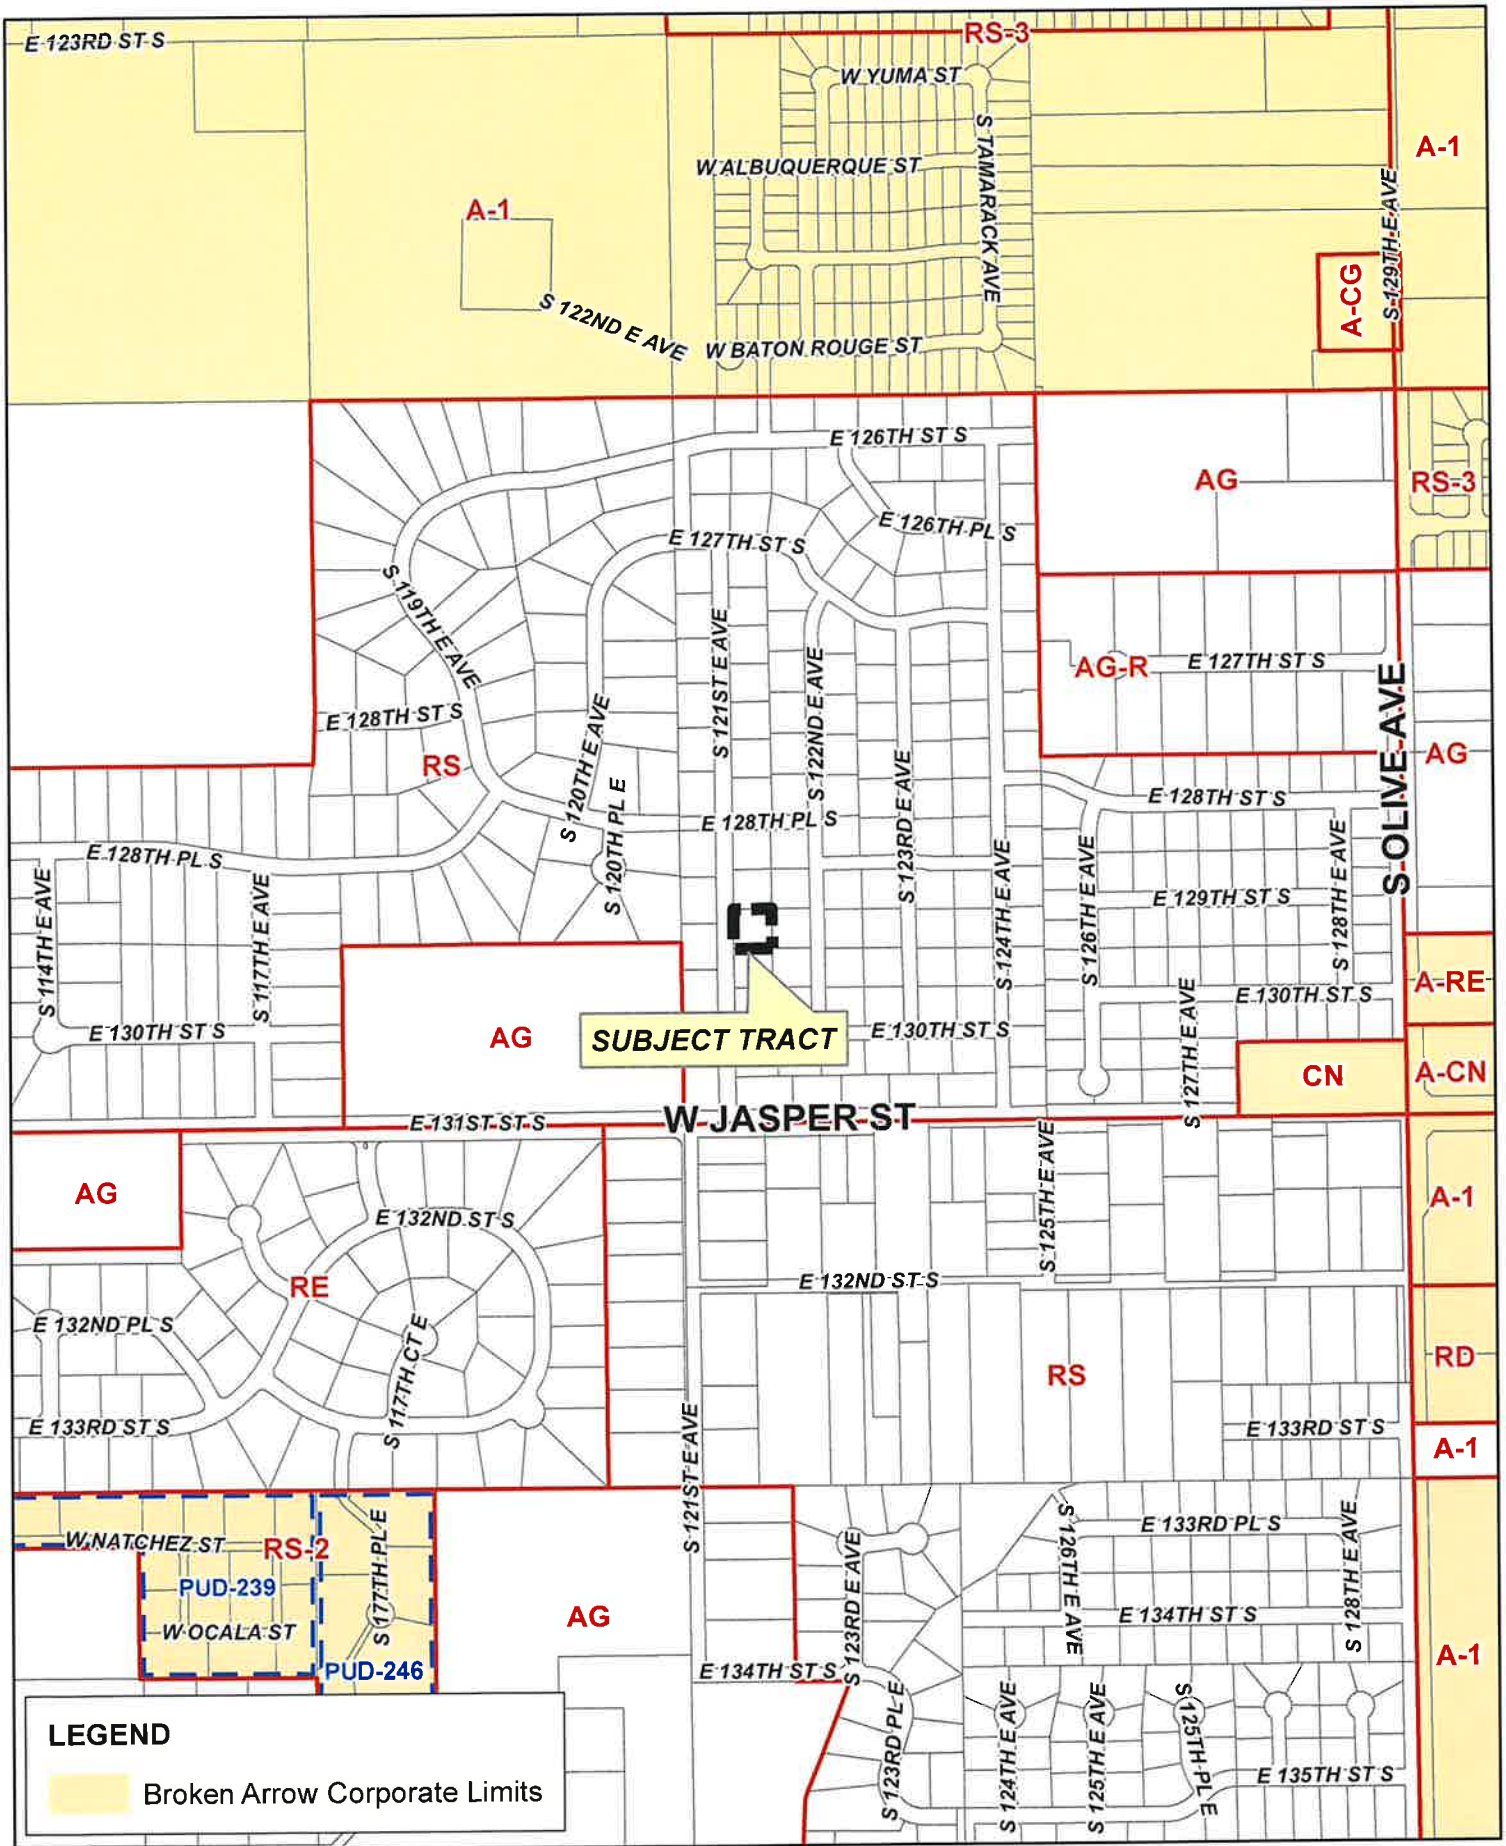 RS-3
E 123RD ST S
W YUMA ST
S TAMARACK AVE
A-1
W ALBUQUERQUE ST
A-1
S 129TH E AVE
A-CG
S 122ND E AVE
W BATON ROUGE ST
E 126TH ST S
AG
RS-3
E 126TH PL S
E 127TH ST S
S 119TH E AVE
S 121ST E AVE
S 122ND E AVE
AG-R
E 127TH ST S
S OLIVE AVE
E 128TH ST S
RS
S 120TH E AVE
S 120TH PL E
S 123RD E AVE
AG
E 128TH ST S
E 128TH PL S
E 128TH PL S
S 114TH E AVE
S 117TH E AVE
S 124TH E AVE
S 126TH E AVE
E 129TH ST S
S 128TH E AVE
A-RE
E 130TH ST S
S 127TH E AVE
E 130TH ST S
AG
SUBJECT TRACT
E 130TH ST S
CN
A-CN
E 131ST ST S
W JASPER ST
S 125TH E AVE
AG
A-1
E 132ND ST S
RE
E 132ND ST S
E 132ND PL S
S 117TH CT E
RS
RD
E 133RD ST S
S 121ST E AVE
E 133RD ST S
A-1
W NATCHEZ ST
RS-2
S 177TH PL E
PUD-239
W OCALA ST
PUD-246
AG
S 123RD E AVE
S 126TH E AVE
E 133RD PL S
S 128TH E AVE
E 134TH ST S
A-1
E 134TH ST S
S 123RD PL E
S 124TH E AVE
S 125TH E AVE
S 125TH PL E
E 135TH ST S
LEGEND
Broken Arrow Corporate Limits